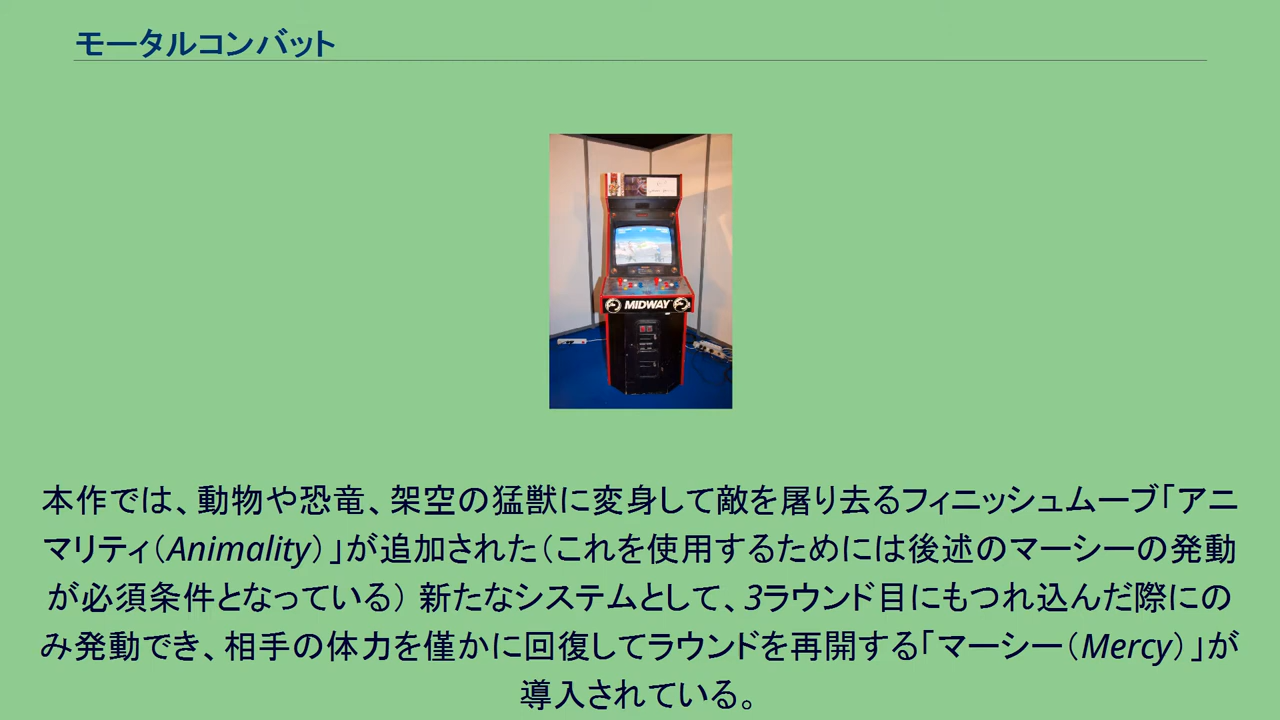 モータルコンバット
MIDWAY
本作では、動物や恐竜、架空の猛獣に変身して敵を屠り去るフィニッシュムーブ「アニ
マリティ（Animality）」が追加された（これを使用するためには後述のマーシーの発動
が必須条件となっている） 新たなシステムとして、3ラウンド目にもつれ込んだ際にの
み発動でき、相手の体力を僅かに回復してラウンドを再開する「マーシー（Mercy）」が
導入されている。